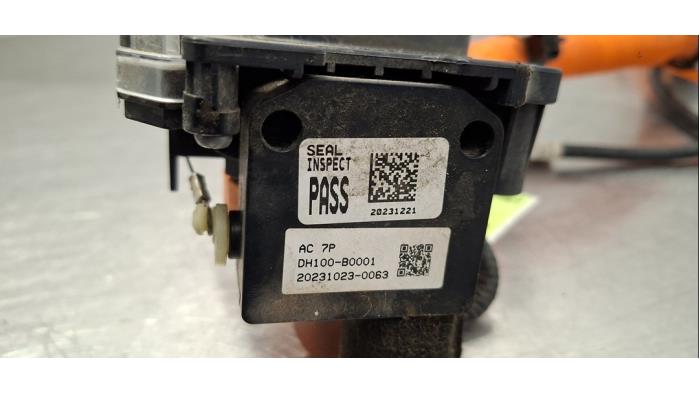 SEAL
INSPECT
PASS
20231221
AC 7P
DH100-B0001
20231023-0063